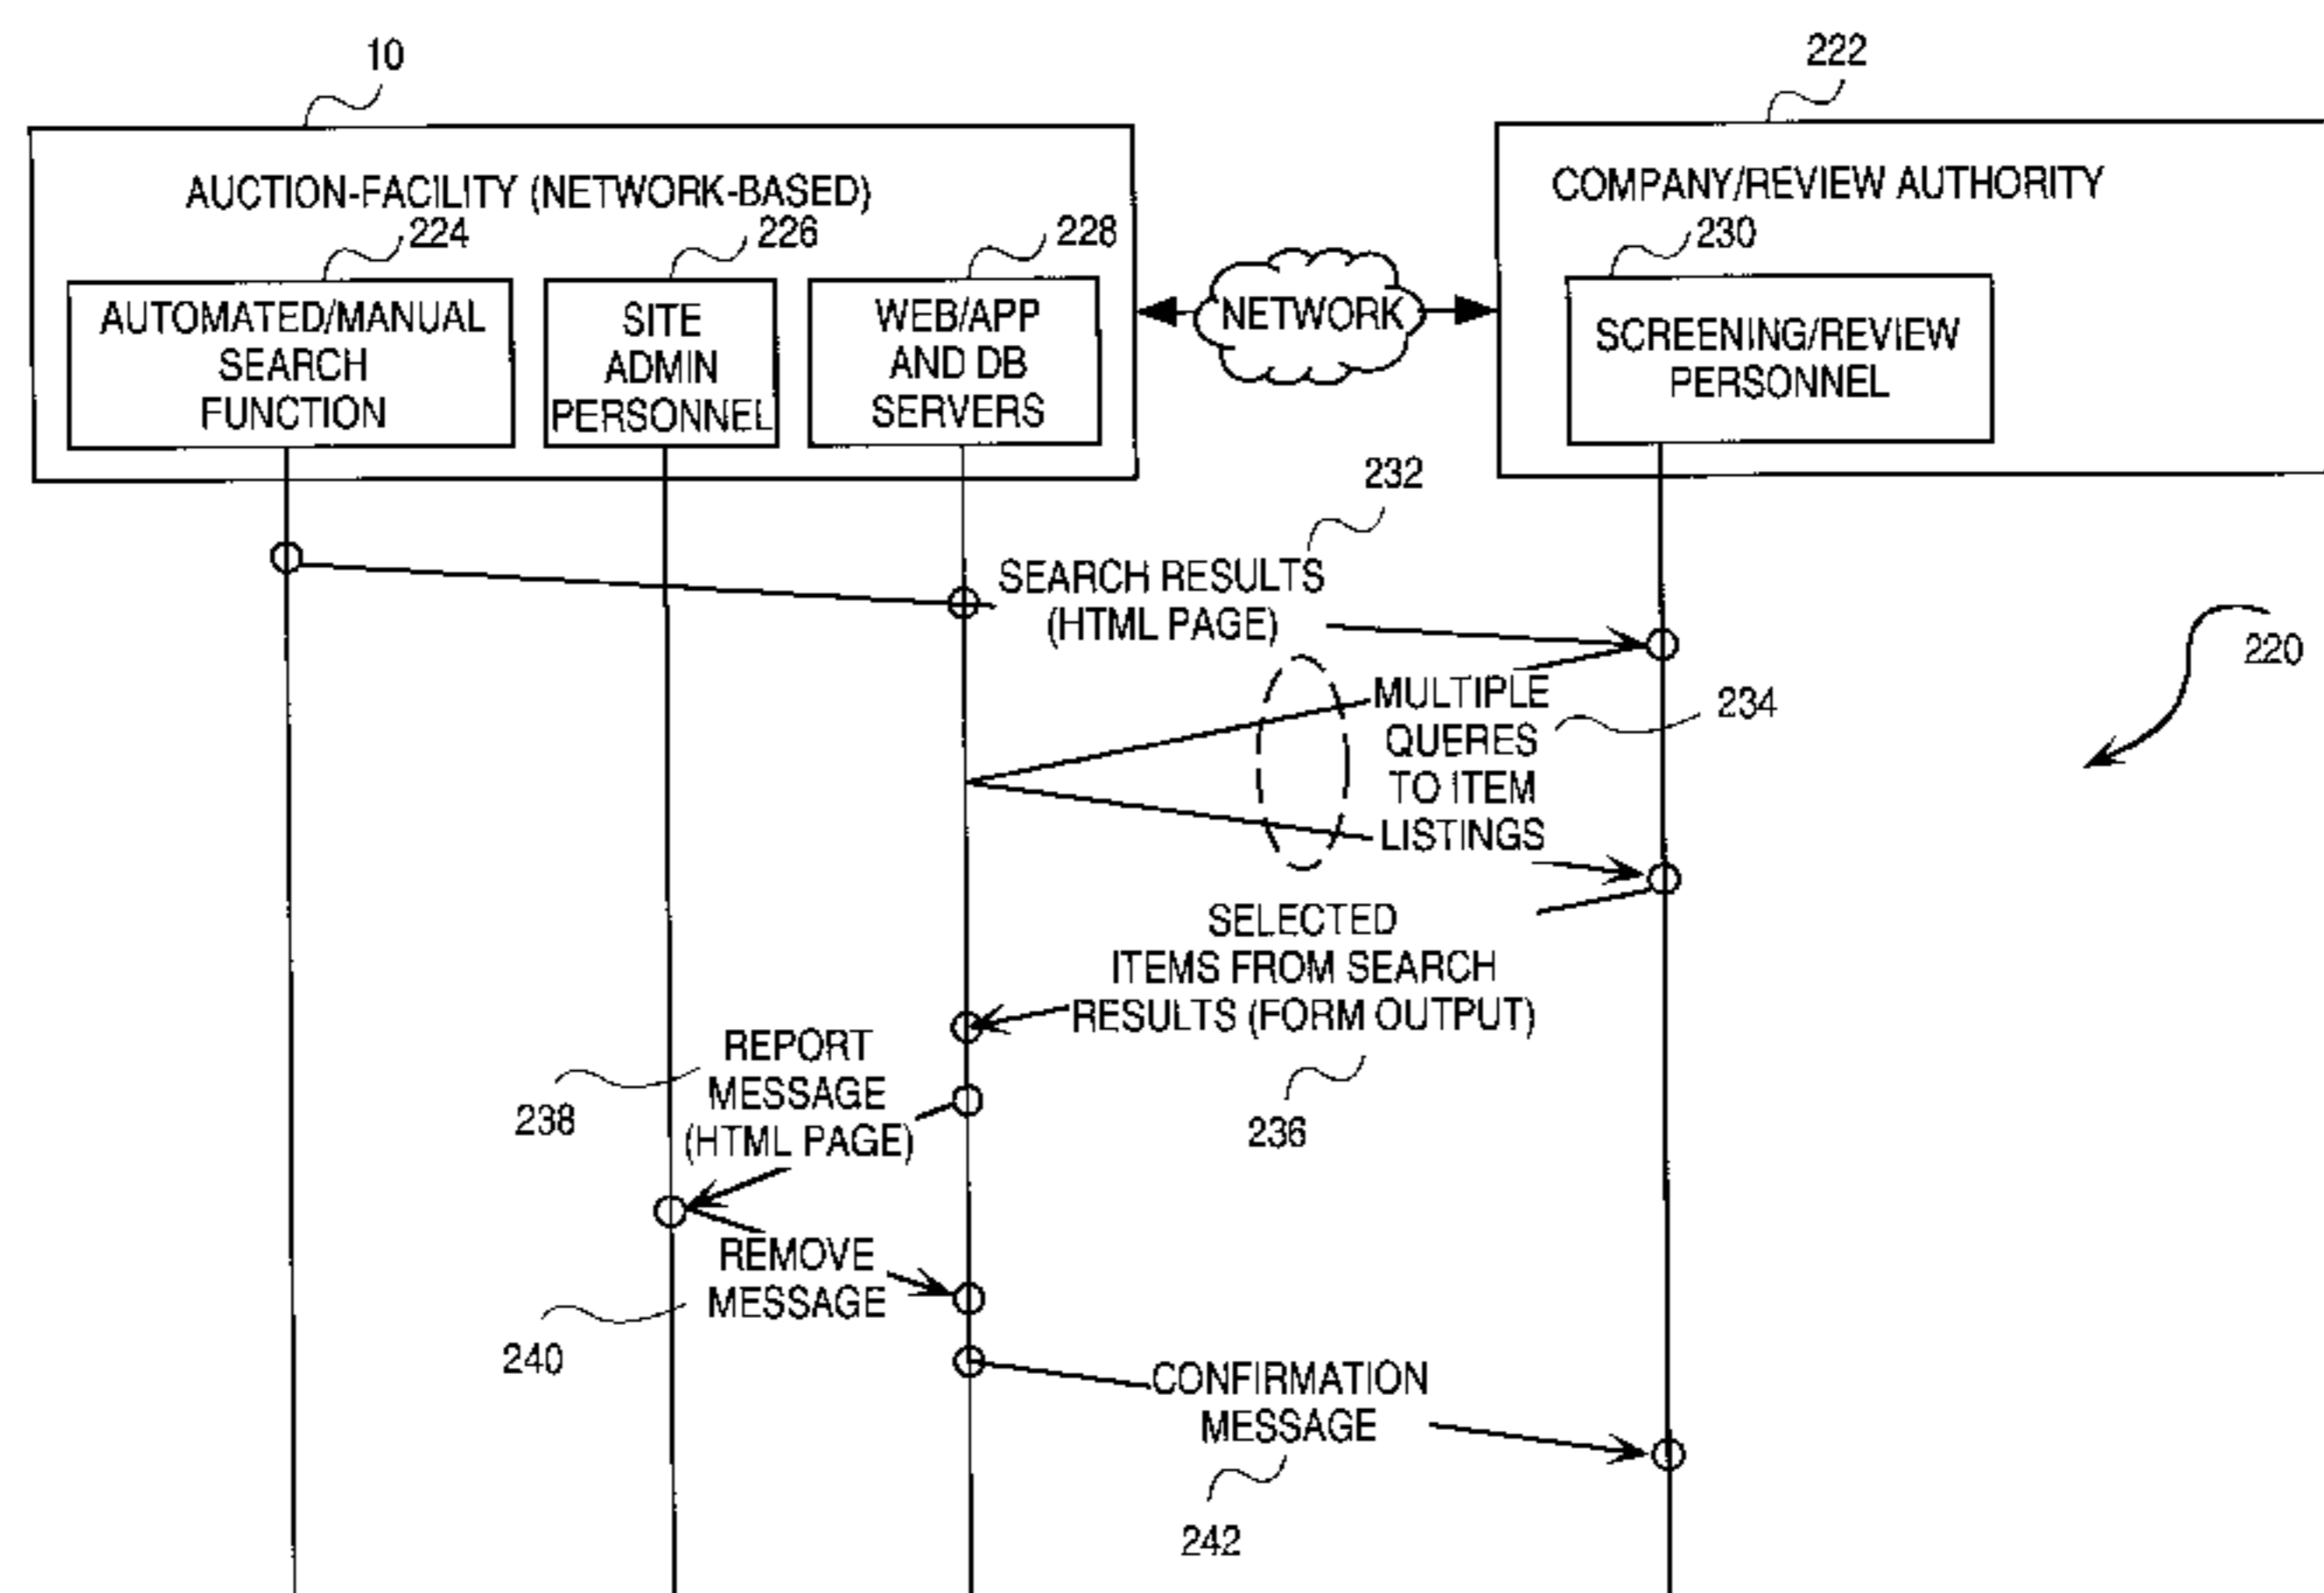 10
222
AUCTION-FACILITY (NETWORK-BASED)
COMPANY/REVIEW AUTHORITY
224
226
228
230
AUTOMATED/MANUAL
SEARCH
FUNCTION
SITE
ADMIN
PERSONNEL
WEB/APP
AND DB
SERVERS
NETWORK
SCREENING/REVIEW
PERSONNEL
232
SEARCH RESULTS
(HTML PAGE)
220
MULTIPLE
QUERES
TO ITEM
LISTINGS
234
SELECTED
ITEMS FROM SEARCH
RESULTS (FORM OUTPUT)
236
REPORT
MESSAGE
(HTML PAGE)
238
REMOVE
MESSAGE
240
CONFIRMATION
MESSAGE
242